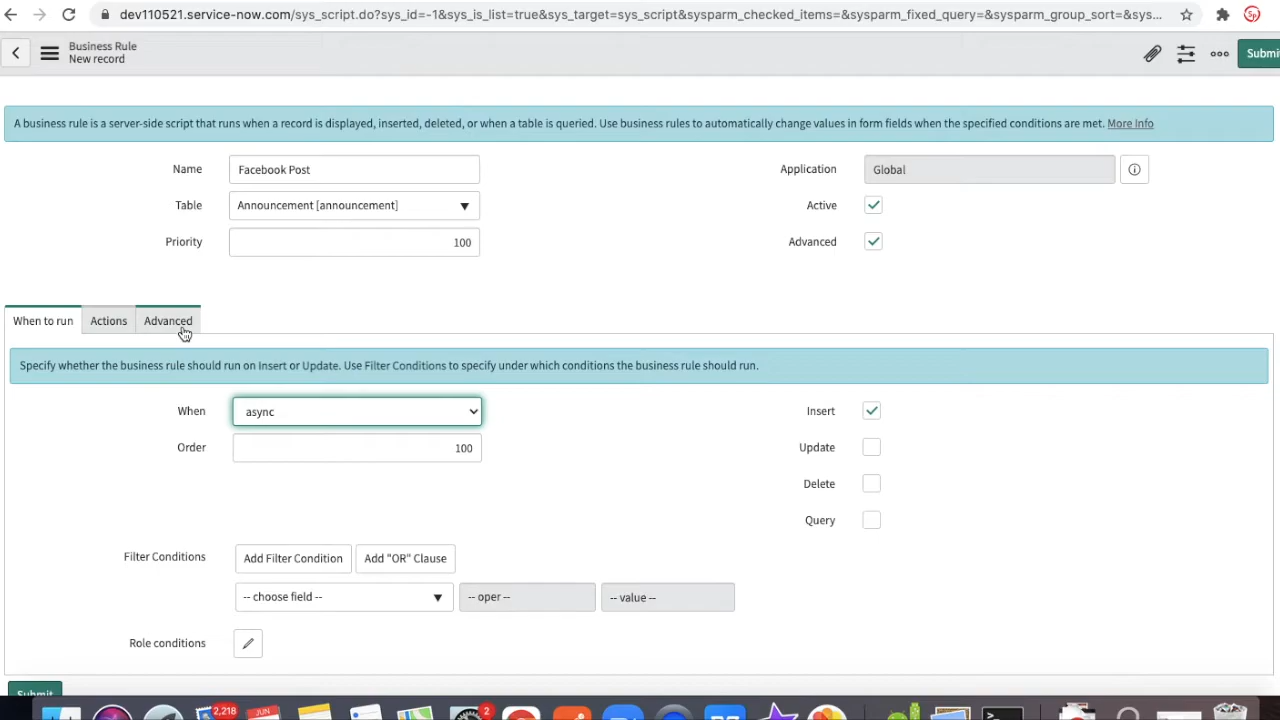 dev110521.service-now.com/sys_script.do?sys_id=-1&sys_is_list=true&sys_target=sys_script&sysparm_checked_items=&sysparm_fixed_query=&sysparm_group_sort=&sys...
Sp
Business Rule
New record
Submi
A business rule is a server-side script that runs when a record is displayed, inserted, deleted, or when a table is queried. Use business rules to automatically change values in form fields when the specified conditions are met. More Info
Name Facebook Post Application Global
Table Announcement [announcement] Active
Priority 100 Advanced
When to run Actions Advanced
Specify whether the business rule should run on Insert or Update. Use Filter Conditions to specify under which conditions the business rule should run.
When async Insert
Order 100 Update
Delete
Query
Filter Conditions Add Filter Condition Add "OR" Clause
-- choose field -- -- oper -- -- value --
Role conditions
Submit
2,218 JUN 2